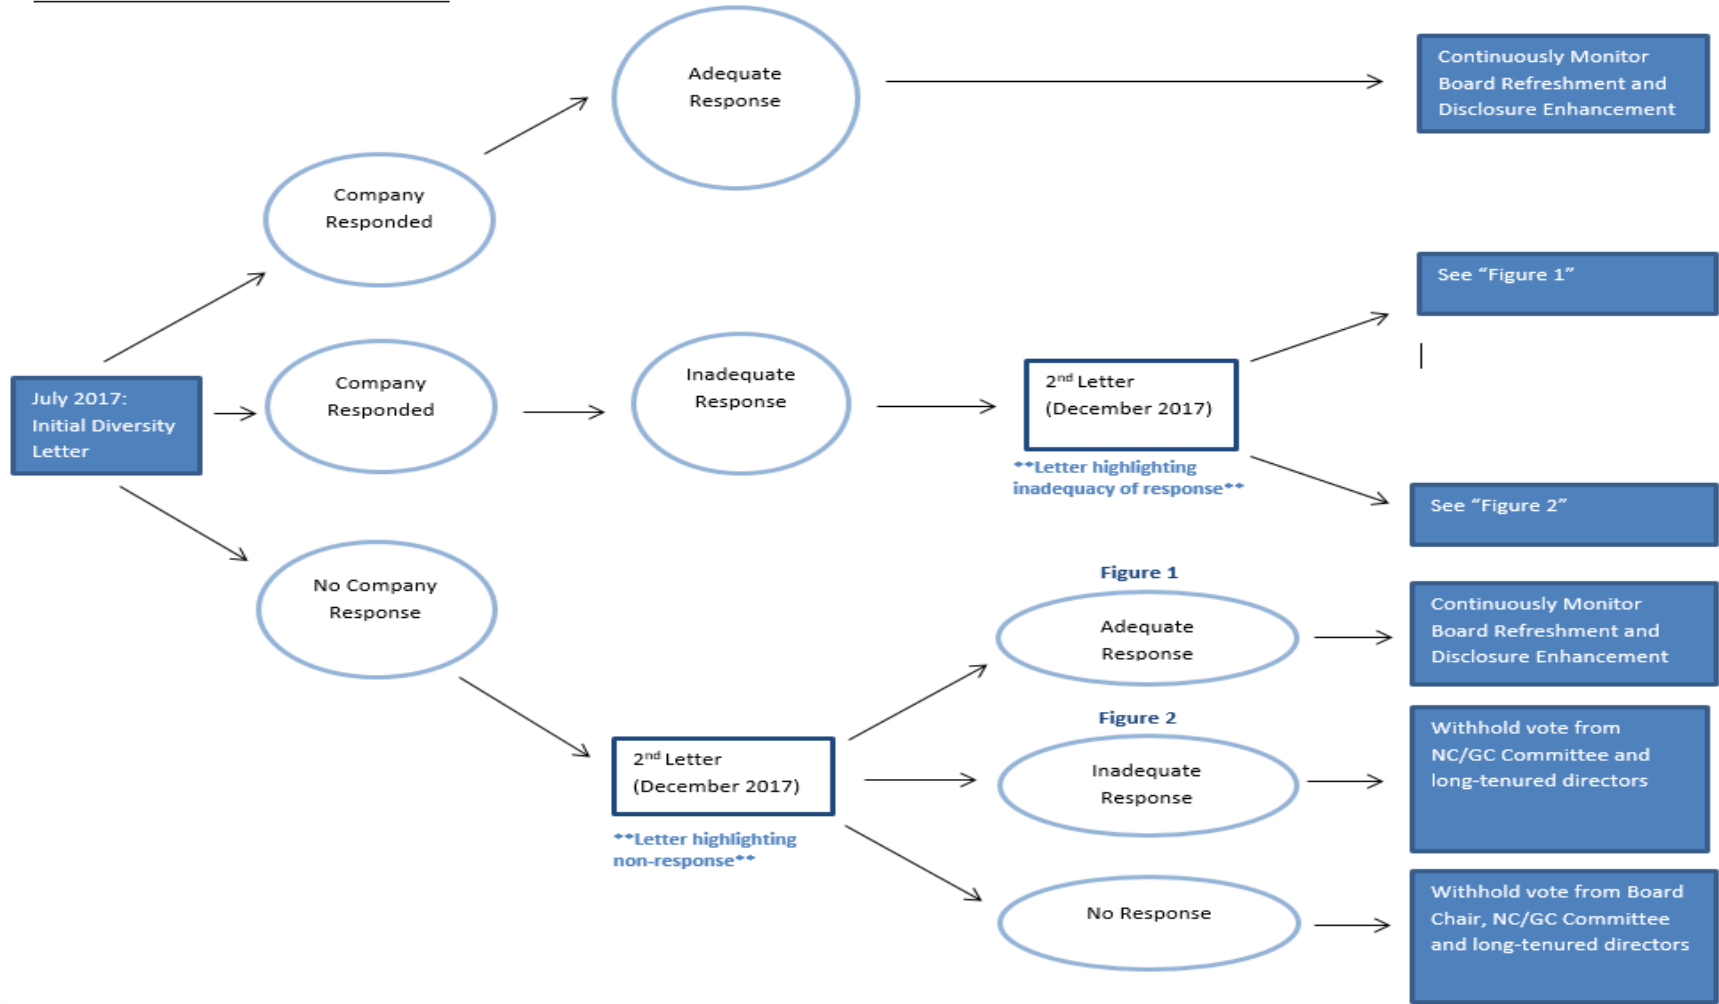 Adequate
Response
Continuously Monitor
Board Refreshment and
Disclosure Enhancement
Company
Responded
See “Figure 1”
July 2017:
Initial Diversity
Letter
Company
Responded
Inadequate
Response
2nd Letter
(December 2017)
**Letter highlighting
inadequacy of response**
See “Figure 2”
No Company
Response
Figure 1
Adequate
Response
Continuously Monitor
Board Refreshment and
Disclosure Enhancement
2nd Letter
(December 2017)
**Letter highlighting
non-response**
Figure 2
Inadequate
Response
Withhold vote from
NC/GC Committee and
long-tenured directors
No Response
Withhold vote from Board
Chair, NC/GC Committee
and long-tenured directors